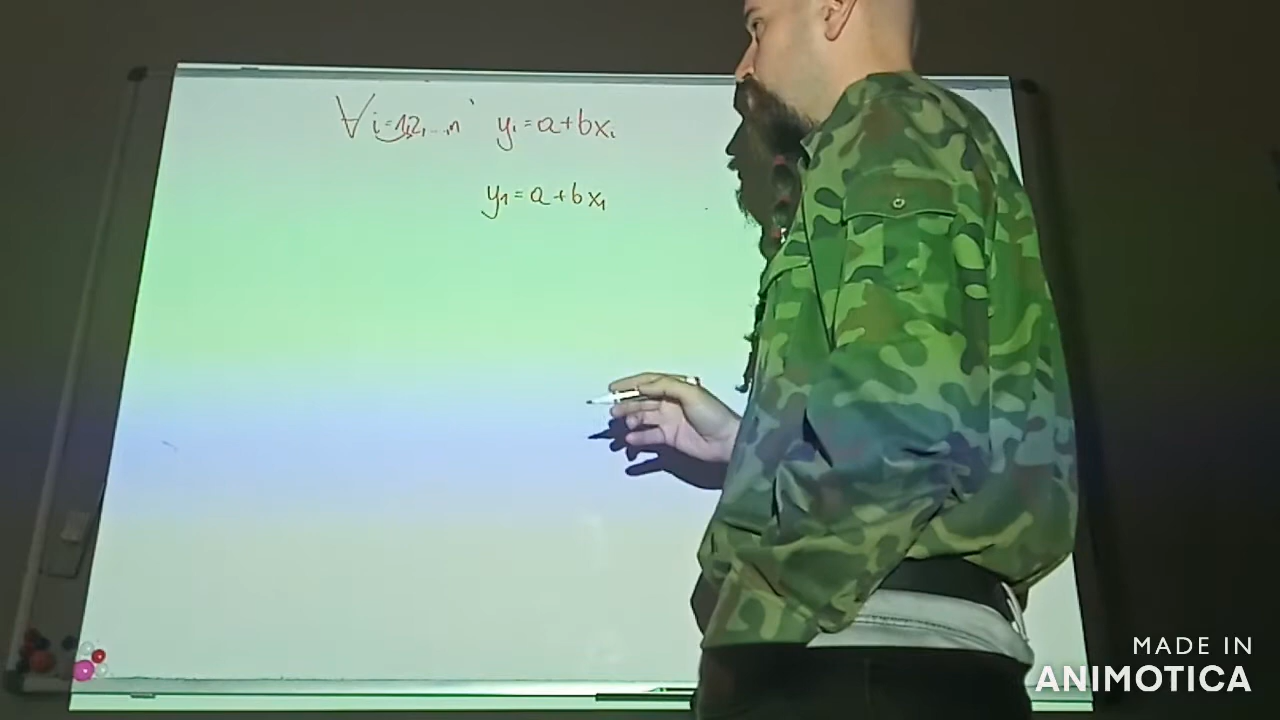 ∀ i=1,2,...n yᵢ=a+bxᵢ
y₁=a+bx₁
MADE IN
ANIMOTICA